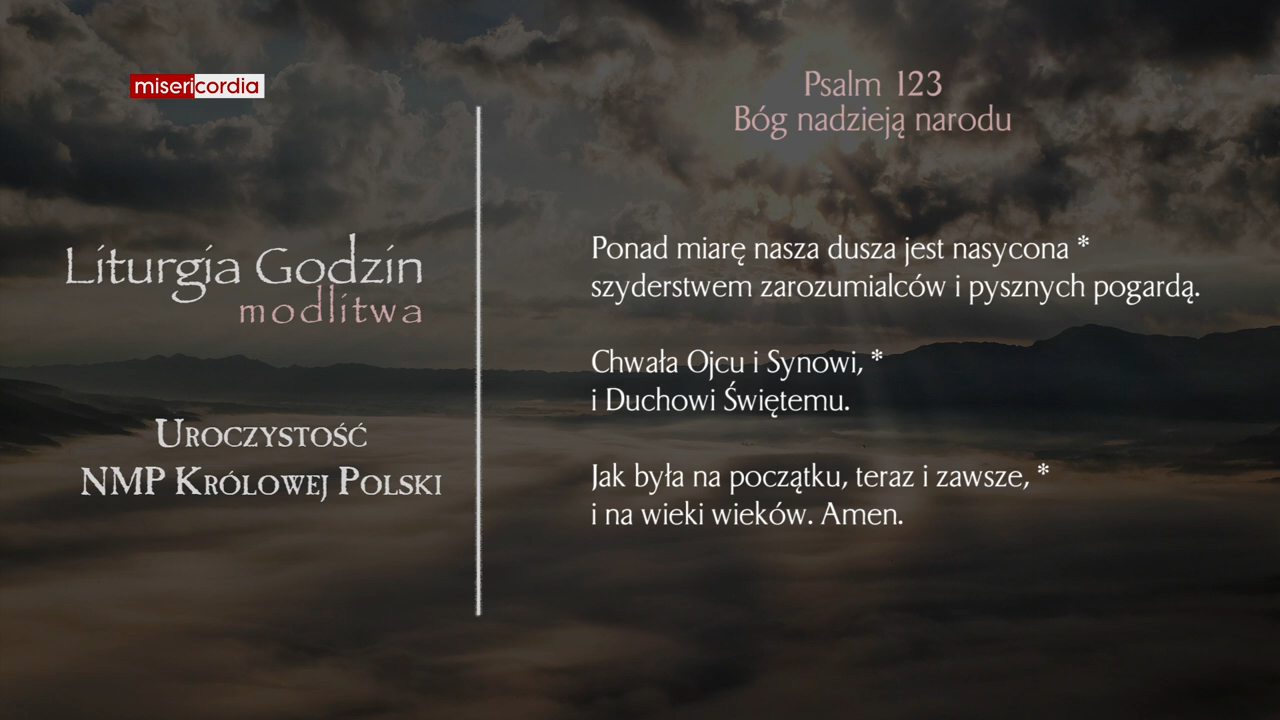 misericordia
Liturgia Godzin
modlitwa
Uroczystość
NMP Królowej Polski
Psalm 123
Bóg nadzieją narodu
Ponad miarę nasza dusza jest nasycona *
szyderstwem zarozumialców i pysznych pogardą.
Chwała Ojcu i Synowi, *
i Duchowi Świętemu.
Jak była na początku, teraz i zawsze, *
i na wieki wieków. Amen.